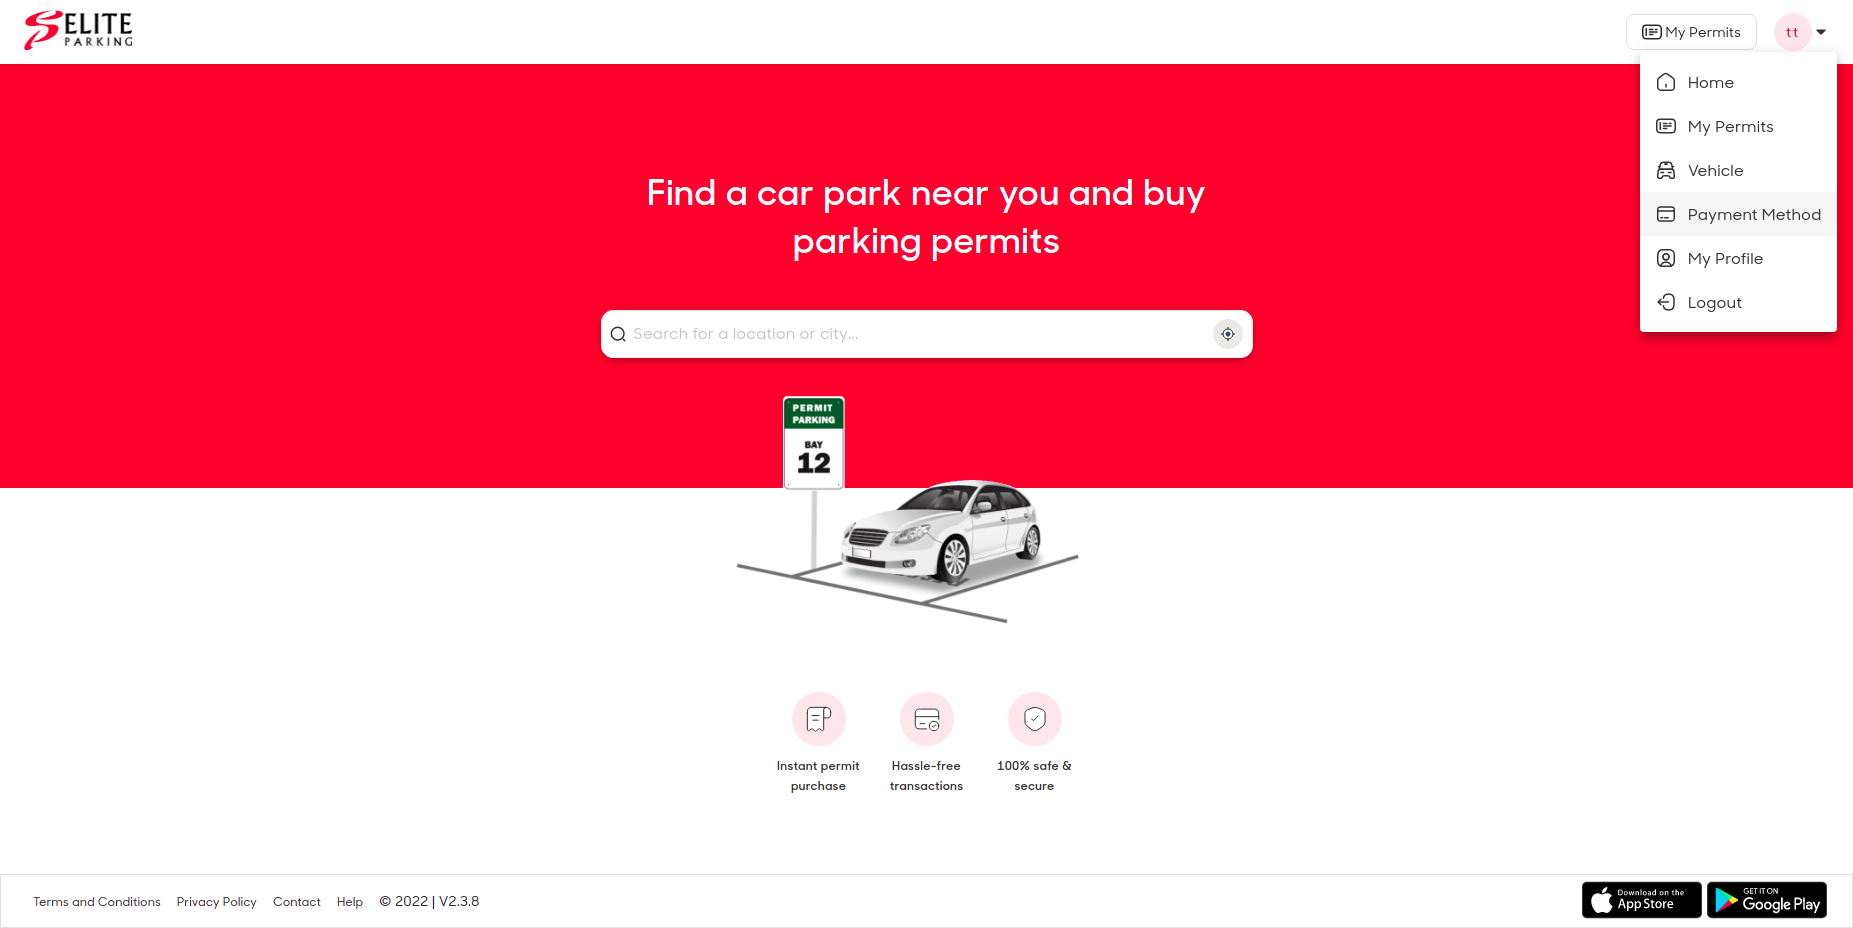 ELITE
PARKING
My Permits
tt
Home
My Permits
Vehicle
Payment Method
My Profile
Logout
Find a car park near you and buy
parking permits
Search for a location or city...
PERMIT
PARKING
BAY
12
Instant permit
purchase
Hassle-free
transactions
100% safe &
secure
Terms and Conditions Privacy Policy Contact Help © 2022 | V2.3.8
Download on the
App Store
GET IT ON
Google Play